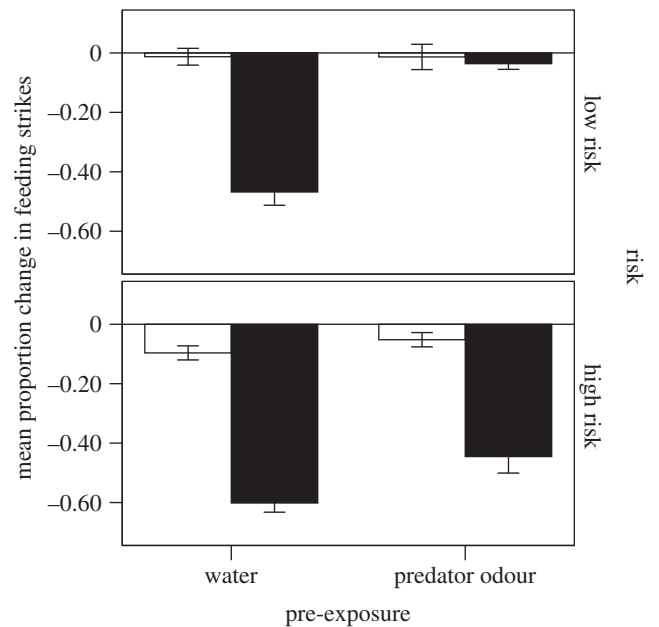 mean proportion change in feeding strikes
0
–0.20
–0.40
–0.60
low risk
0
–0.20
–0.40
–0.60
high risk
risk
water predator odour
pre-exposure